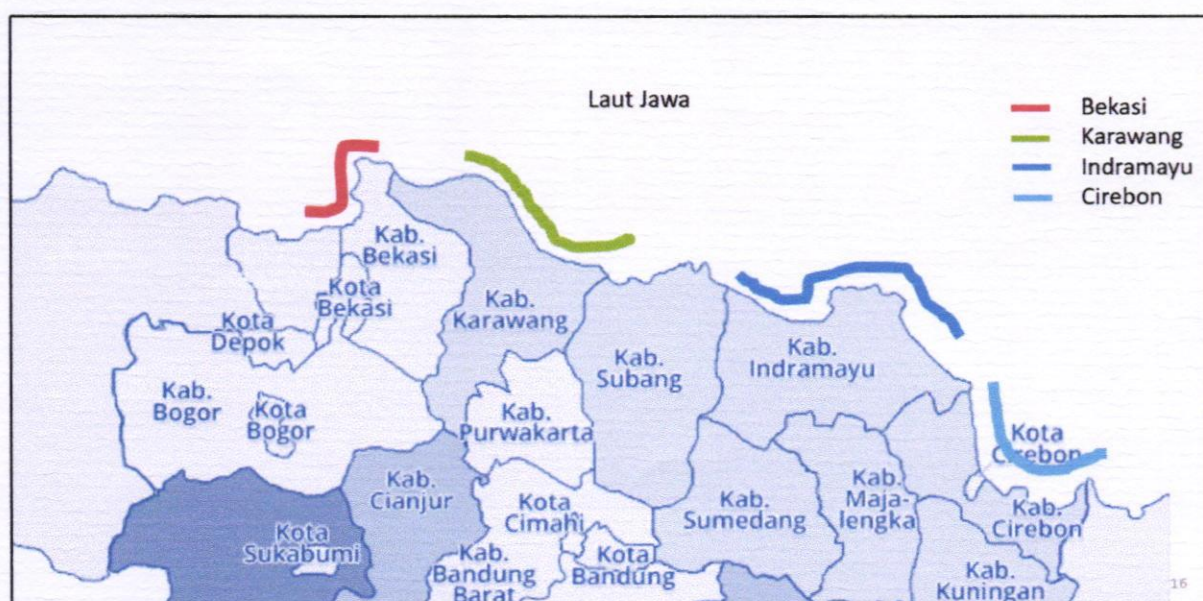 Laut Jawa
Bekasi
Karawang
Indramayu
Cirebon
Kab.
Bekasi
Kota
Bekasi
Kab.
Karawang
Kota
Depok
Kab.
Subang
Kab.
Indramayu
Kab.
Bogor
Kota
Bogor
Kab.
Purwakarta
Kota
Cirebon
Kab.
Cianjur
Kota
Cimahi
Kab.
Sumedang
Kab.
Maja-
lengka
Kab.
Cirebon
Kota
Sukabumi
Kab.
Bandung
Barat
Kota
Bandung
Kab.
Kuningan
16